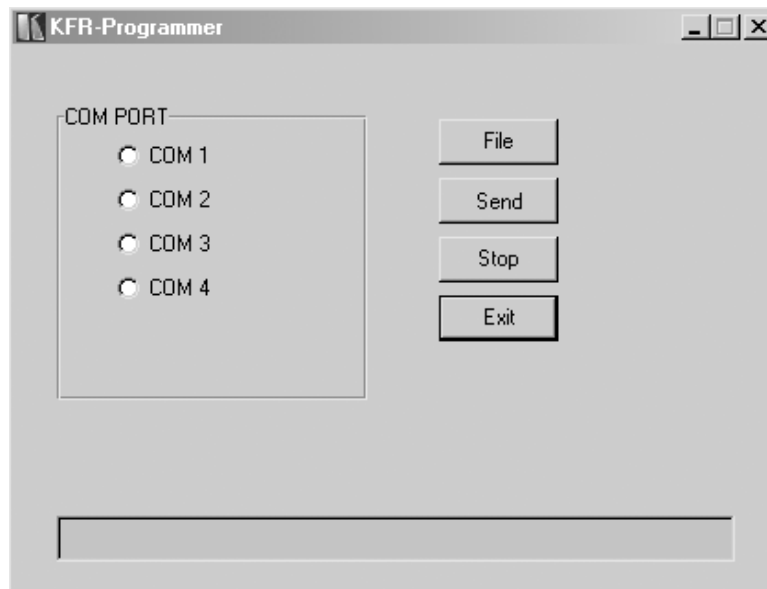 KFR-Programmer
COM PORT
COM 1
COM 2
COM 3
COM 4
File
Send
Stop
Exit